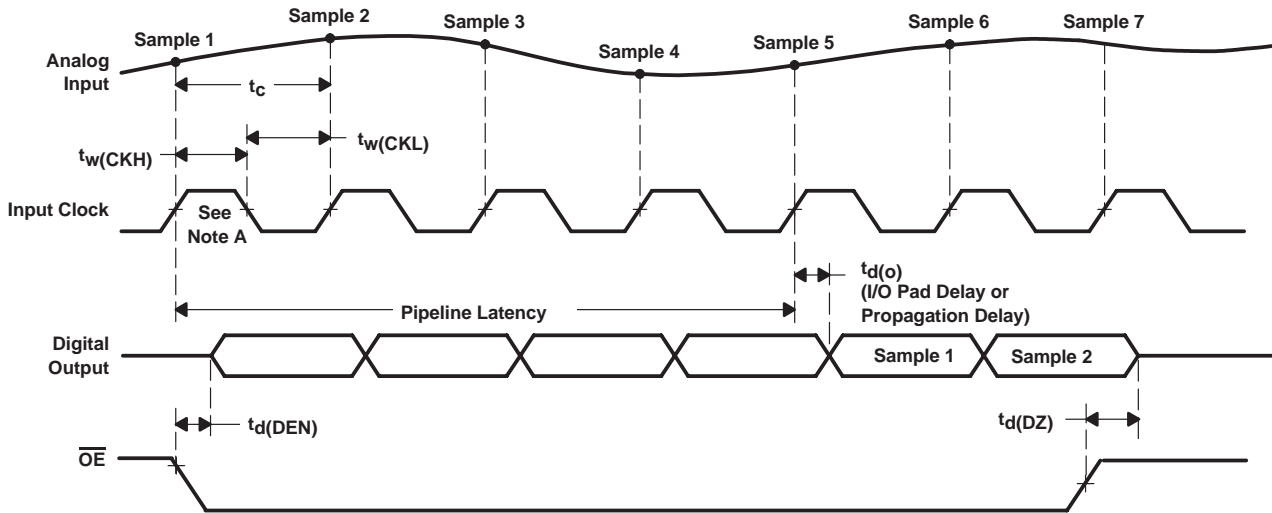 Sample 1
Sample 2
Sample 3
Sample 4
Sample 5
Sample 6
Sample 7
Analog
Input
tc
tw(CKH)
tw(CKL)
Input Clock
See
Note A
td(o)
(I/O Pad Delay or
Propagation Delay)
Pipeline Latency
Digital
Output
Sample 1
Sample 2
td(DEN)
td(DZ)
OE